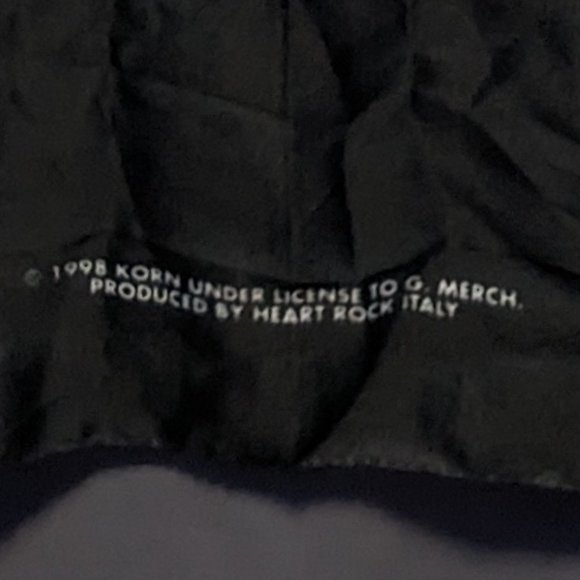 © 1998 KORN UNDER LICENSE TO G. MERCH.
PRODUCED BY HEART ROCK ITALY